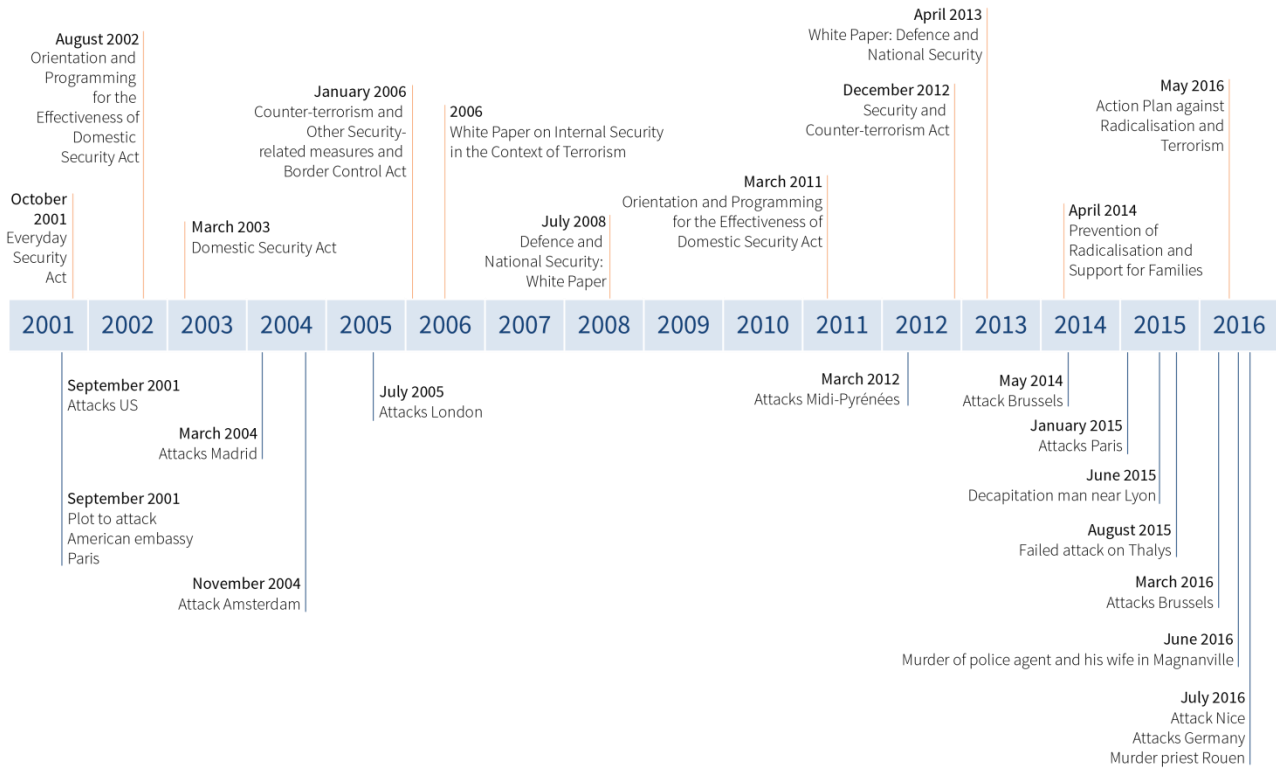 April 2013
White Paper: Defence and
National Security
August 2002
Orientation and
Programming
for the
Effectiveness of
Domestic
Security Act
January 2006
Counter-terrorism and
Other Security-
related measures and
Border Control Act
2006
White Paper on Internal Security
in the Context of Terrorism
December 2012
Security and
Counter-terrorism Act
May 2016
Action Plan against
Radicalisation and
Terrorism
October
2001
Everyday
Security
Act
March 2003
Domestic Security Act
July 2008
Defence and
National Security:
White Paper
March 2011
Orientation and Programming
for the Effectiveness of
Domestic Security Act
April 2014
Prevention of
Radicalisation and
Support for Families
2001 2002 2003 2004 2005 2006 2007 2008 2009 2010 2011 2012 2013 2014 2015 2016
September 2001
Attacks US
March 2004
Attacks Madrid
September 2001
Plot to attack
American embassy
Paris
November 2004
Attack Amsterdam
July 2005
Attacks London
March 2012
Attacks Midi-Pyrénées
May 2014
Attack Brussels
January 2015
Attacks Paris
June 2015
Decapitation man near Lyon
August 2015
Failed attack on Thalys
March 2016
Attacks Brussels
June 2016
Murder of police agent and his wife in Magnanville
July 2016
Attack Nice
Attacks Germany
Murder priest Rouen